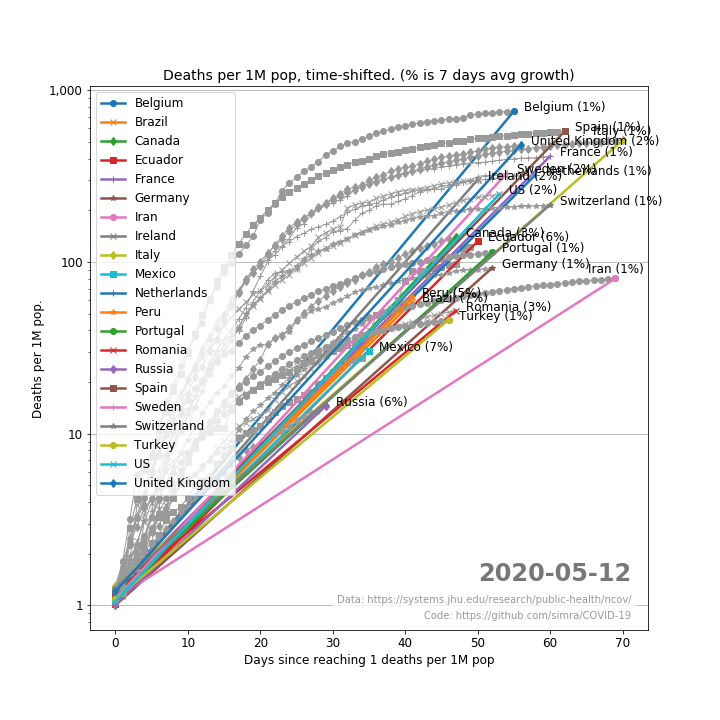 Deaths per 1M pop, time-shifted. (% is 7 days avg growth)
Deaths per 1M pop.
1,000
100
10
1
Belgium
Brazil
Canada
Ecuador
France
Germany
Iran
Ireland
Italy
Mexico
Netherlands
Peru
Portugal
Romania
Russia
Spain
Sweden
Switzerland
Turkey
US
United Kingdom
Belgium (1%)
Spain (1%)
Italy (1%)
United Kingdom (2%)
France (1%)
Sweden (2%)
Netherlands (1%)
Ireland (2%)
US (2%)
Switzerland (1%)
Canada (3%)
Ecuador (6%)
Portugal (1%)
Germany (1%)
Iran (1%)
Peru (5%)
Brazil (7%)
Romania (3%)
Turkey (1%)
Mexico (7%)
Russia (6%)
2020-05-12
Data: https://systems.jhu.edu/research/public-health/ncov/
Code: https://github.com/simra/COVID-19
0
10
20
30
40
50
60
70
Days since reaching 1 deaths per 1M pop